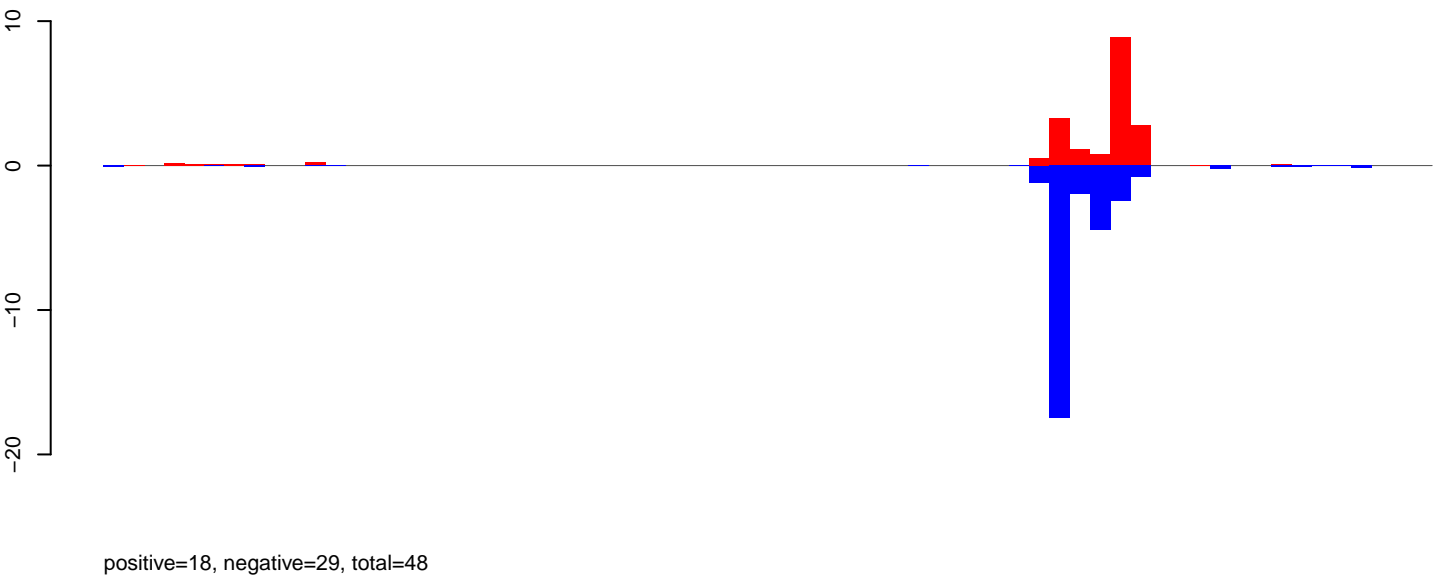 10
0
−10
−20
positive=18, negative=29, total=48